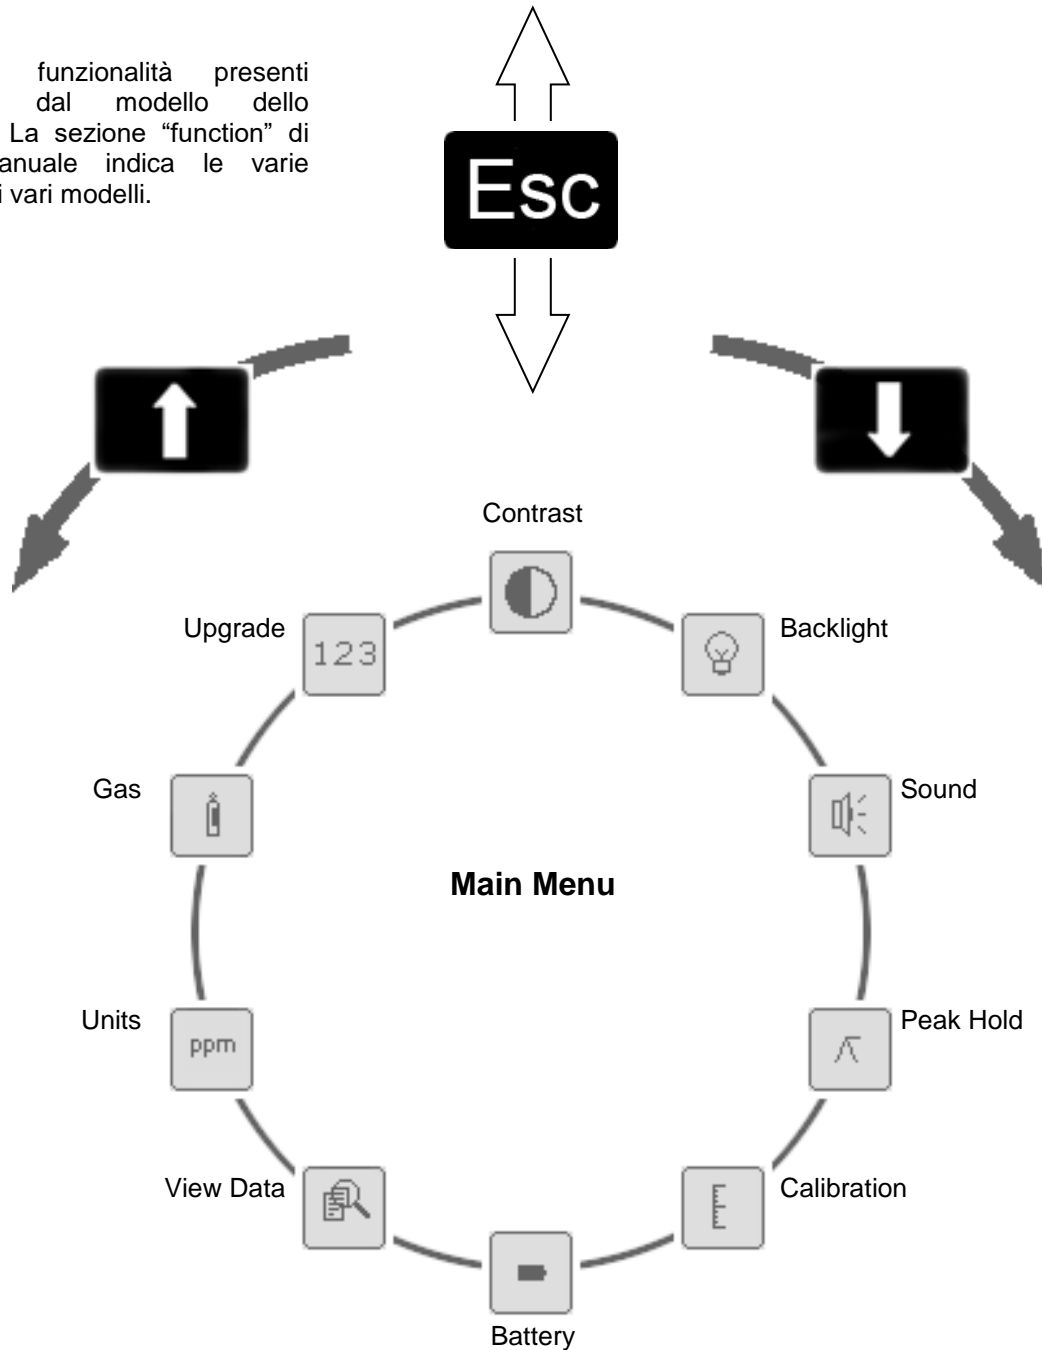 funzionalità presenti
dal modello dello
La sezione “function” di
anuale indica le varie
i vari modelli.
Esc
Contrast
Upgrade
123
Backlight
Gas
Sound
Main Menu
Units
ppm
Peak Hold
View Data
Calibration
Battery